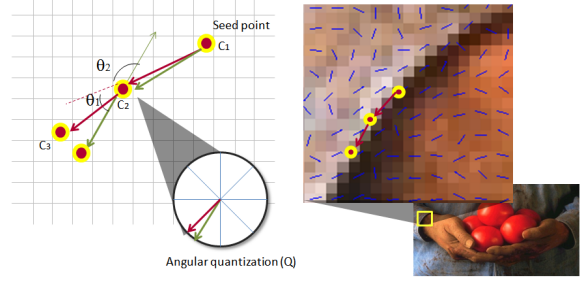 Seed point
C1
θ2
θ1
C2
C3
Angular quantization (Q)